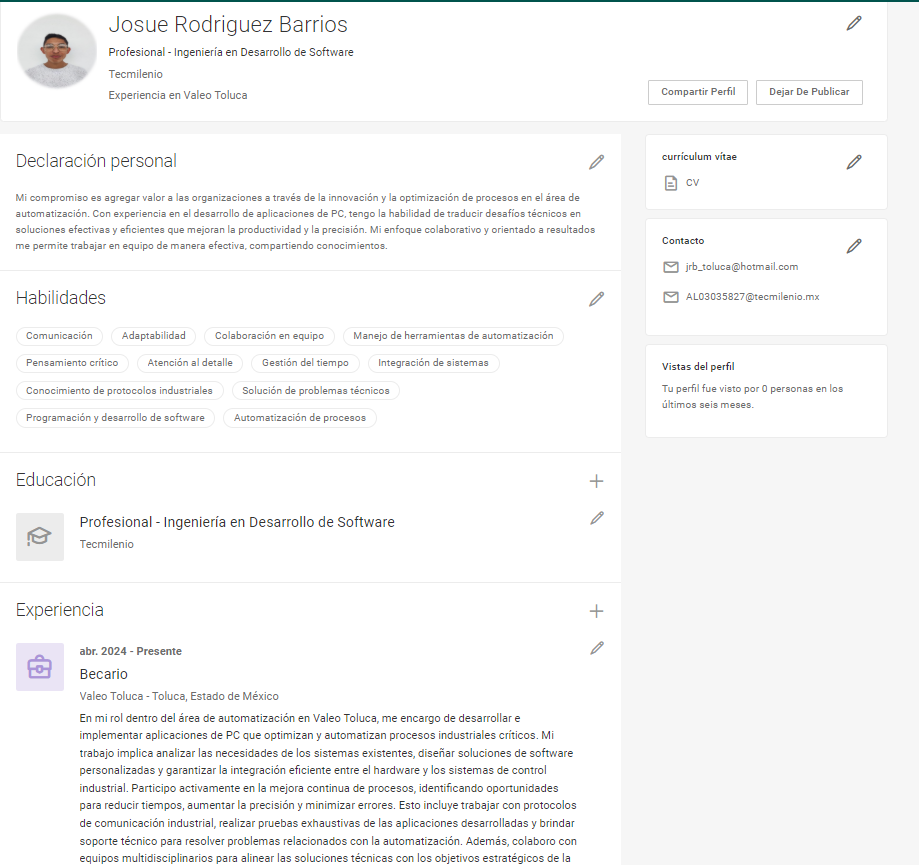 Josue Rodriguez Barrios
Profesional - Ingeniería en Desarrollo de Software
Tecmilenio
Experiencia en Valeo Toluca
Compartir Perfil
Dejar De Publicar
Declaración personal
Mi compromiso es agregar valor a las organizaciones a través de la innovación y la optimización de procesos en el área de
automatización. Con experiencia en el desarrollo de aplicaciones de PC, tengo la habilidad de traducir desafíos técnicos en
soluciones efectivas y eficientes que mejoran la productividad y la precisión. Mi enfoque colaborativo y orientado a resultados
me permite trabajar en equipo de manera efectiva, compartiendo conocimientos.
Habilidades
Comunicación
Adaptabilidad
Colaboración en equipo
Manejo de herramientas de automatización
Pensamiento crítico
Atención al detalle
Gestión del tiempo
Integración de sistemas
Conocimiento de protocolos industriales
Solución de problemas técnicos
Programación y desarrollo de software
Automatización de procesos
Educación
Profesional - Ingeniería en Desarrollo de Software
Tecmilenio
Experiencia
abr. 2024 - Presente
Becario
Valeo Toluca - Toluca, Estado de México
En mi rol dentro del área de automatización en Valeo Toluca, me encargo de desarrollar e
implementar aplicaciones de PC que optimizan y automatizan procesos industriales críticos. Mi
trabajo implica analizar las necesidades de los sistemas existentes, diseñar soluciones de software
personalizadas y garantizar la integración eficiente entre el hardware y los sistemas de control
industrial. Participo activamente en la mejora continua de procesos, identificando oportunidades
para reducir tiempos, aumentar la precisión y minimizar errores. Esto incluye trabajar con protocolos
de comunicación industrial, realizar pruebas exhaustivas de las aplicaciones desarrolladas y brindar
soporte técnico para resolver problemas relacionados con la automatización. Además, colaboro con
equipos multidisciplinarios para alinear las soluciones técnicas con los objetivos estratégicos de la
currículum vítae
CV
Contacto
jrb_toluca@hotmail.com
AL03035827@tecmilenio.mx
Vistas del perfil
Tu perfil fue visto por 0 personas en los
últimos seis meses.